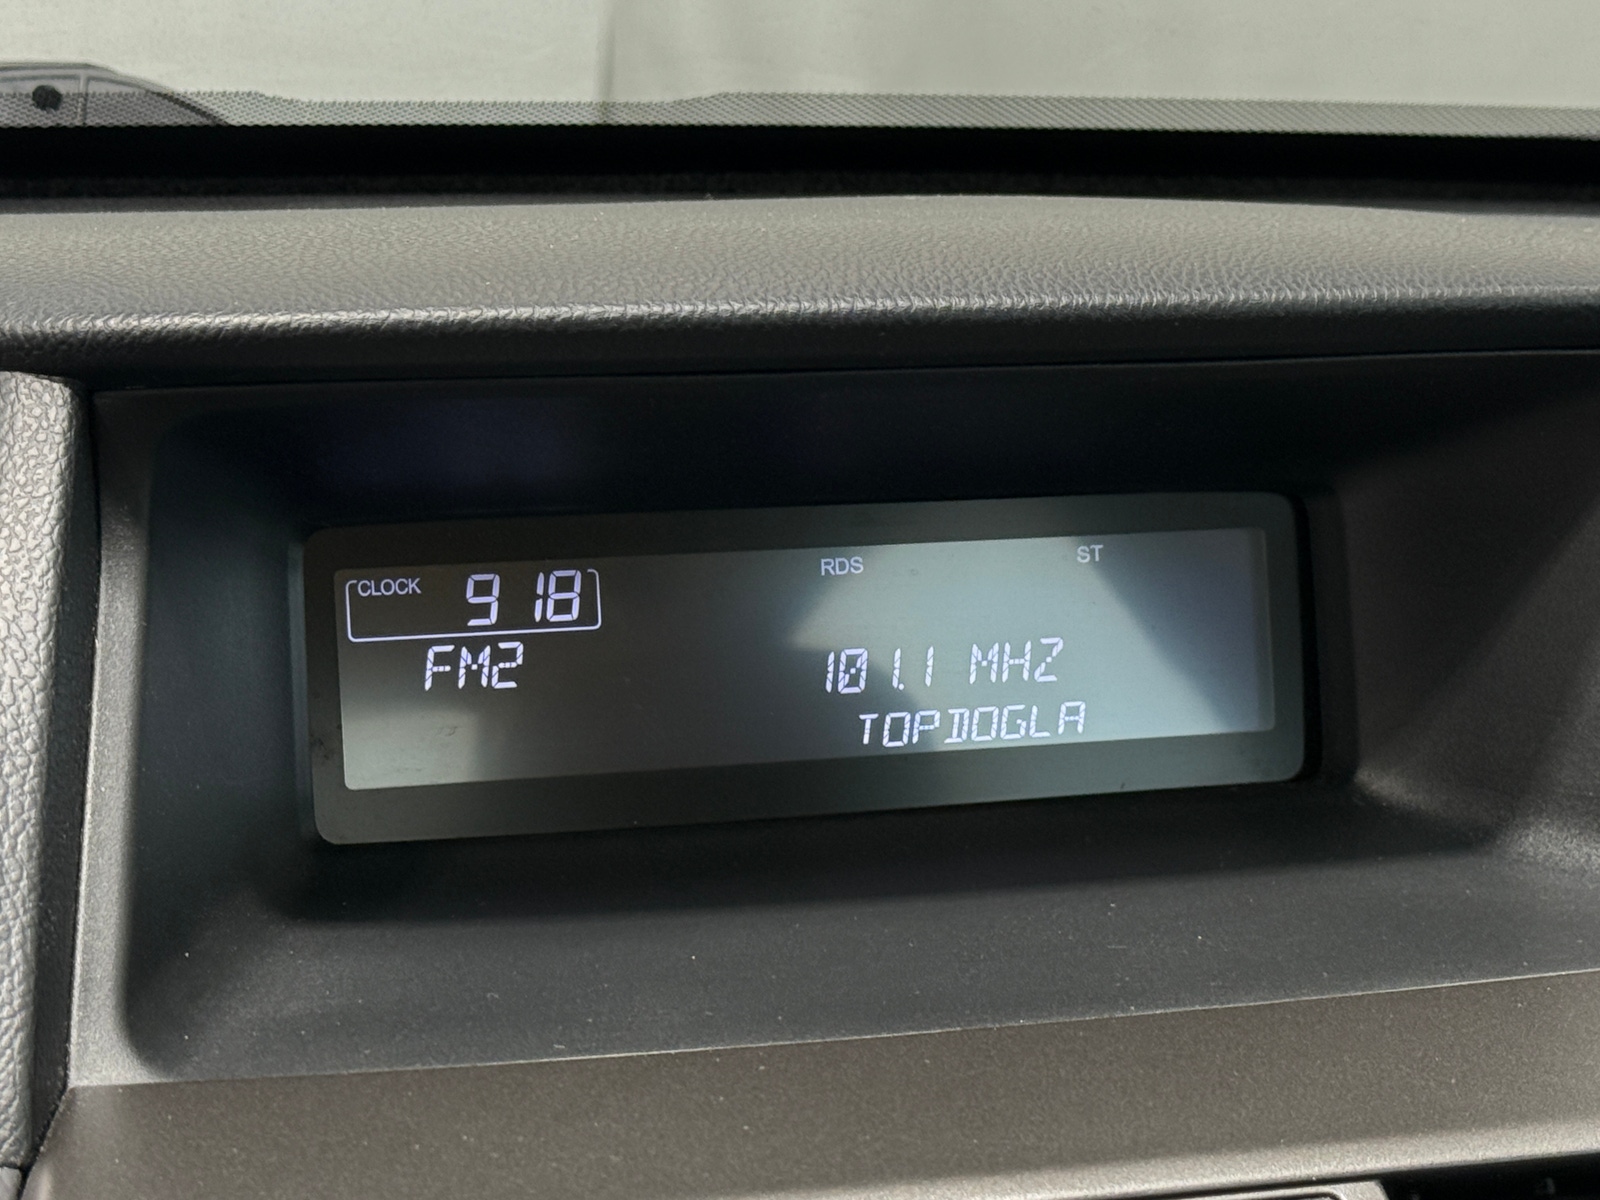 RDS ST
CLOCK 9 18
FM2 101.1 MHZ
TOPDOGLA